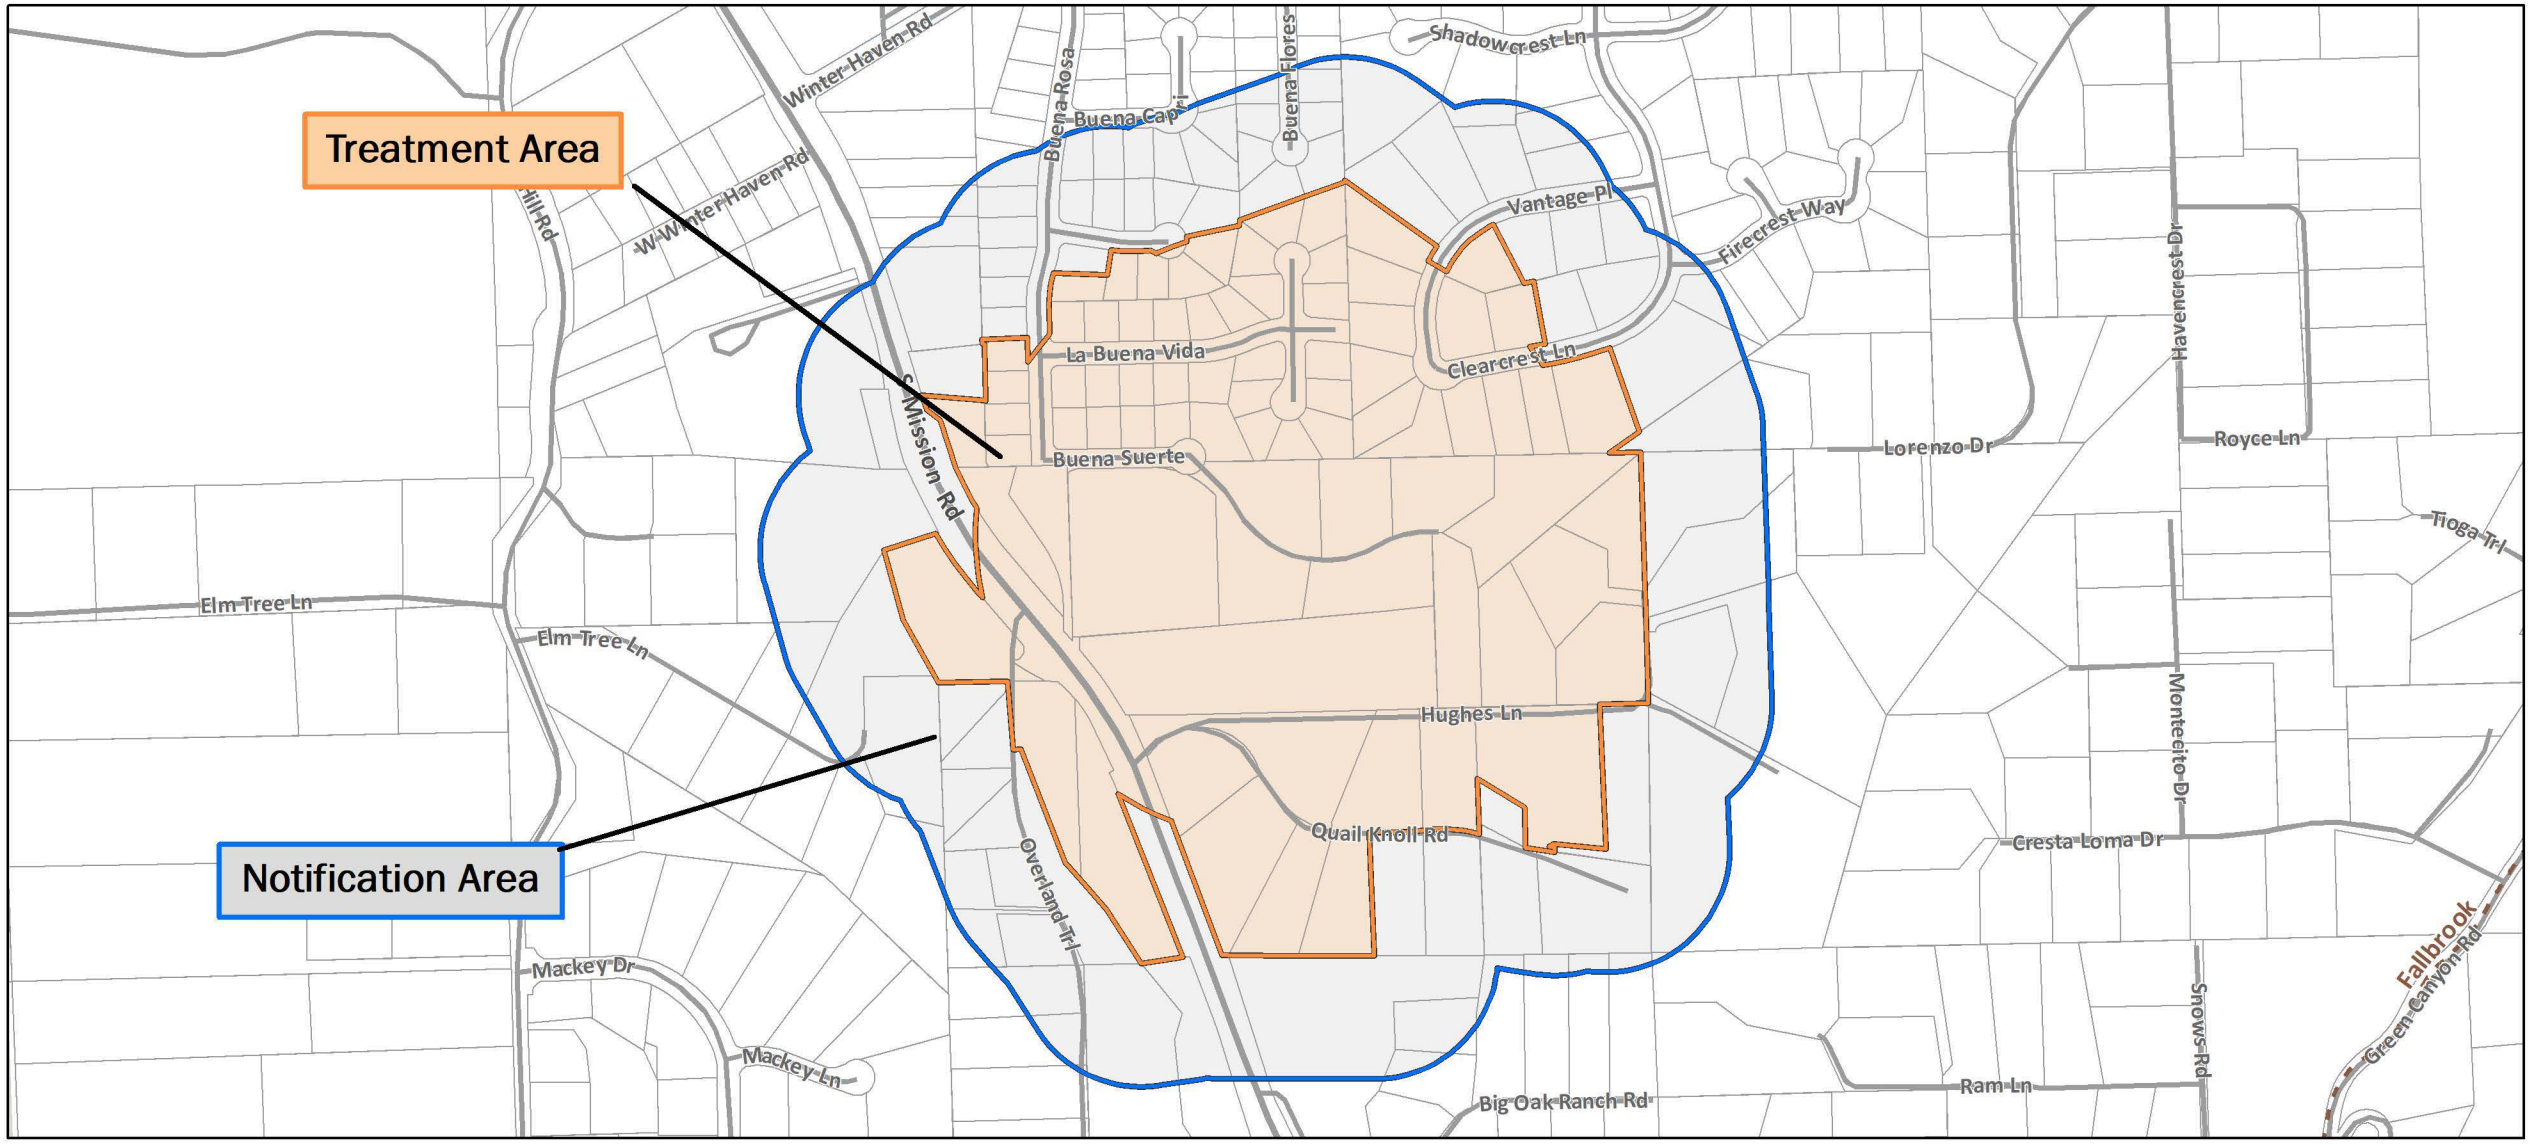 Shadowcrest Ln
Winter Haven Rd
Buena Rosa
Buena Flores
Buena Capri
Treatment Area
W Winter Haven Rd
Hill Rd
Vantage Pl
Firecrest Way
Havencrest Dr
La Buena Vida
Clearcrest Ln
S Mission Rd
Buena Suerte
Lorenzo Dr
Royce Ln
Tioga Trl
Elm Tree Ln
Elm Tree Ln
Hughes Ln
Montecito Dr
Quail Knoll Rd
Cresta Loma Dr
Notification Area
Overland Trl
Fallbrook
Green Canyon Rd
Mackey Dr
Mackey Ln
Snows Rd
Ram Ln
Big Oak Ranch Rd